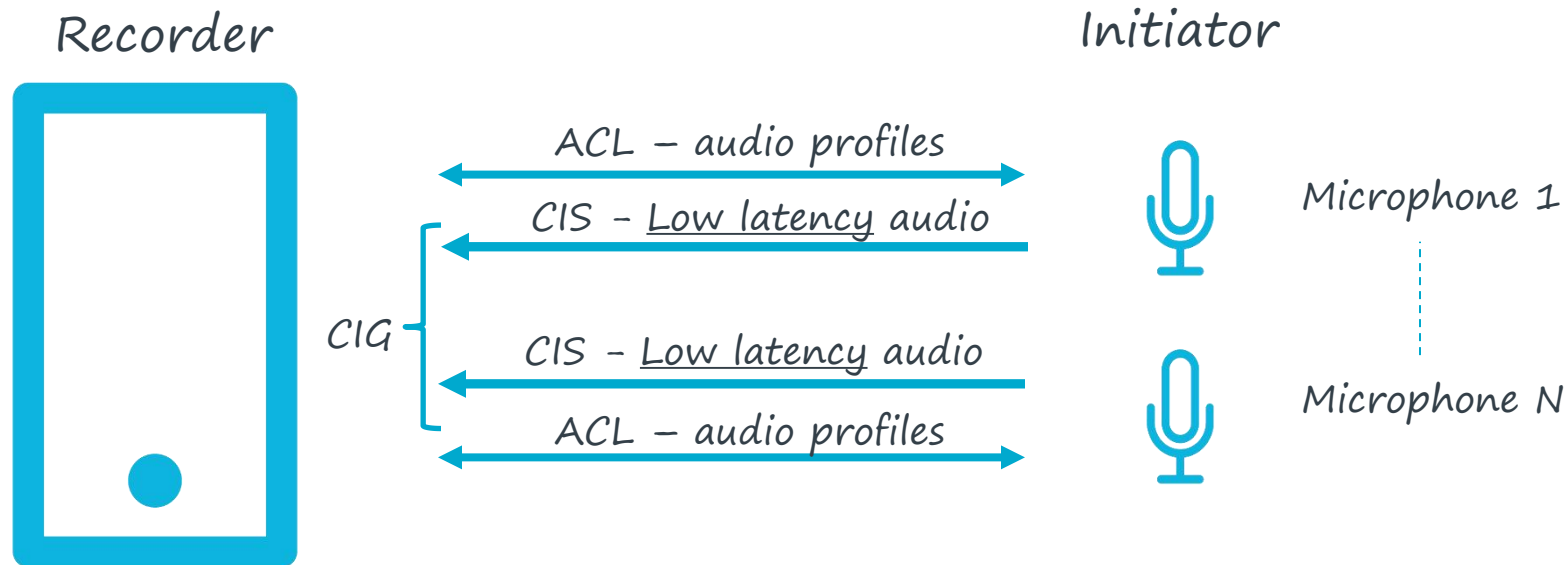 Recorder
Initiator
ACL – audio profiles
Microphone 1
CIS - Low latency audio
CIG
CIS - Low latency audio
Microphone N
ACL – audio profiles